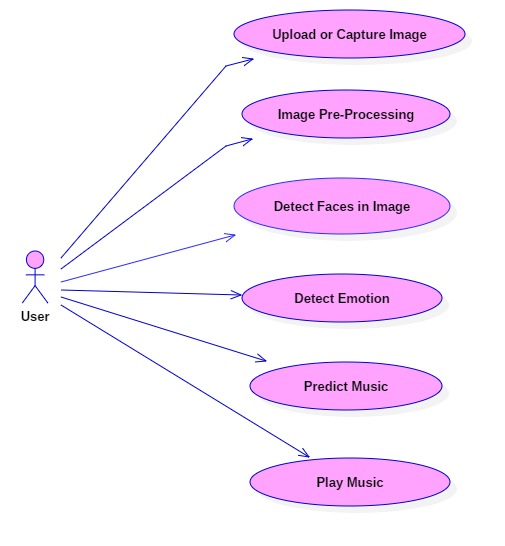 Upload or Capture Image
Image Pre-Processing
Detect Faces in Image
Detect Emotion
User
Predict Music
Play Music